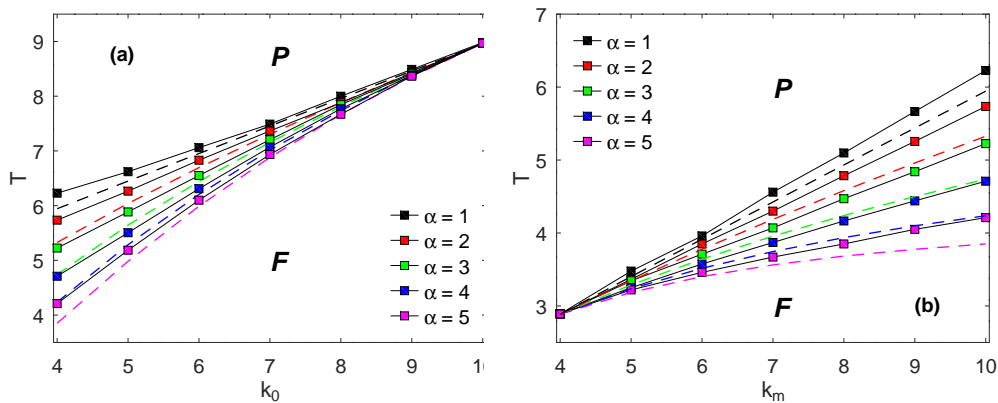 (a)
P
F
T
9
8
7
6
5
4
4 5 6 7 8 9 10
k0
α = 1
α = 2
α = 3
α = 4
α = 5
7
6
5
4
3
T
α = 1
α = 2
α = 3
α = 4
α = 5
P
F
(b)
4 5 6 7 8 9 10
km